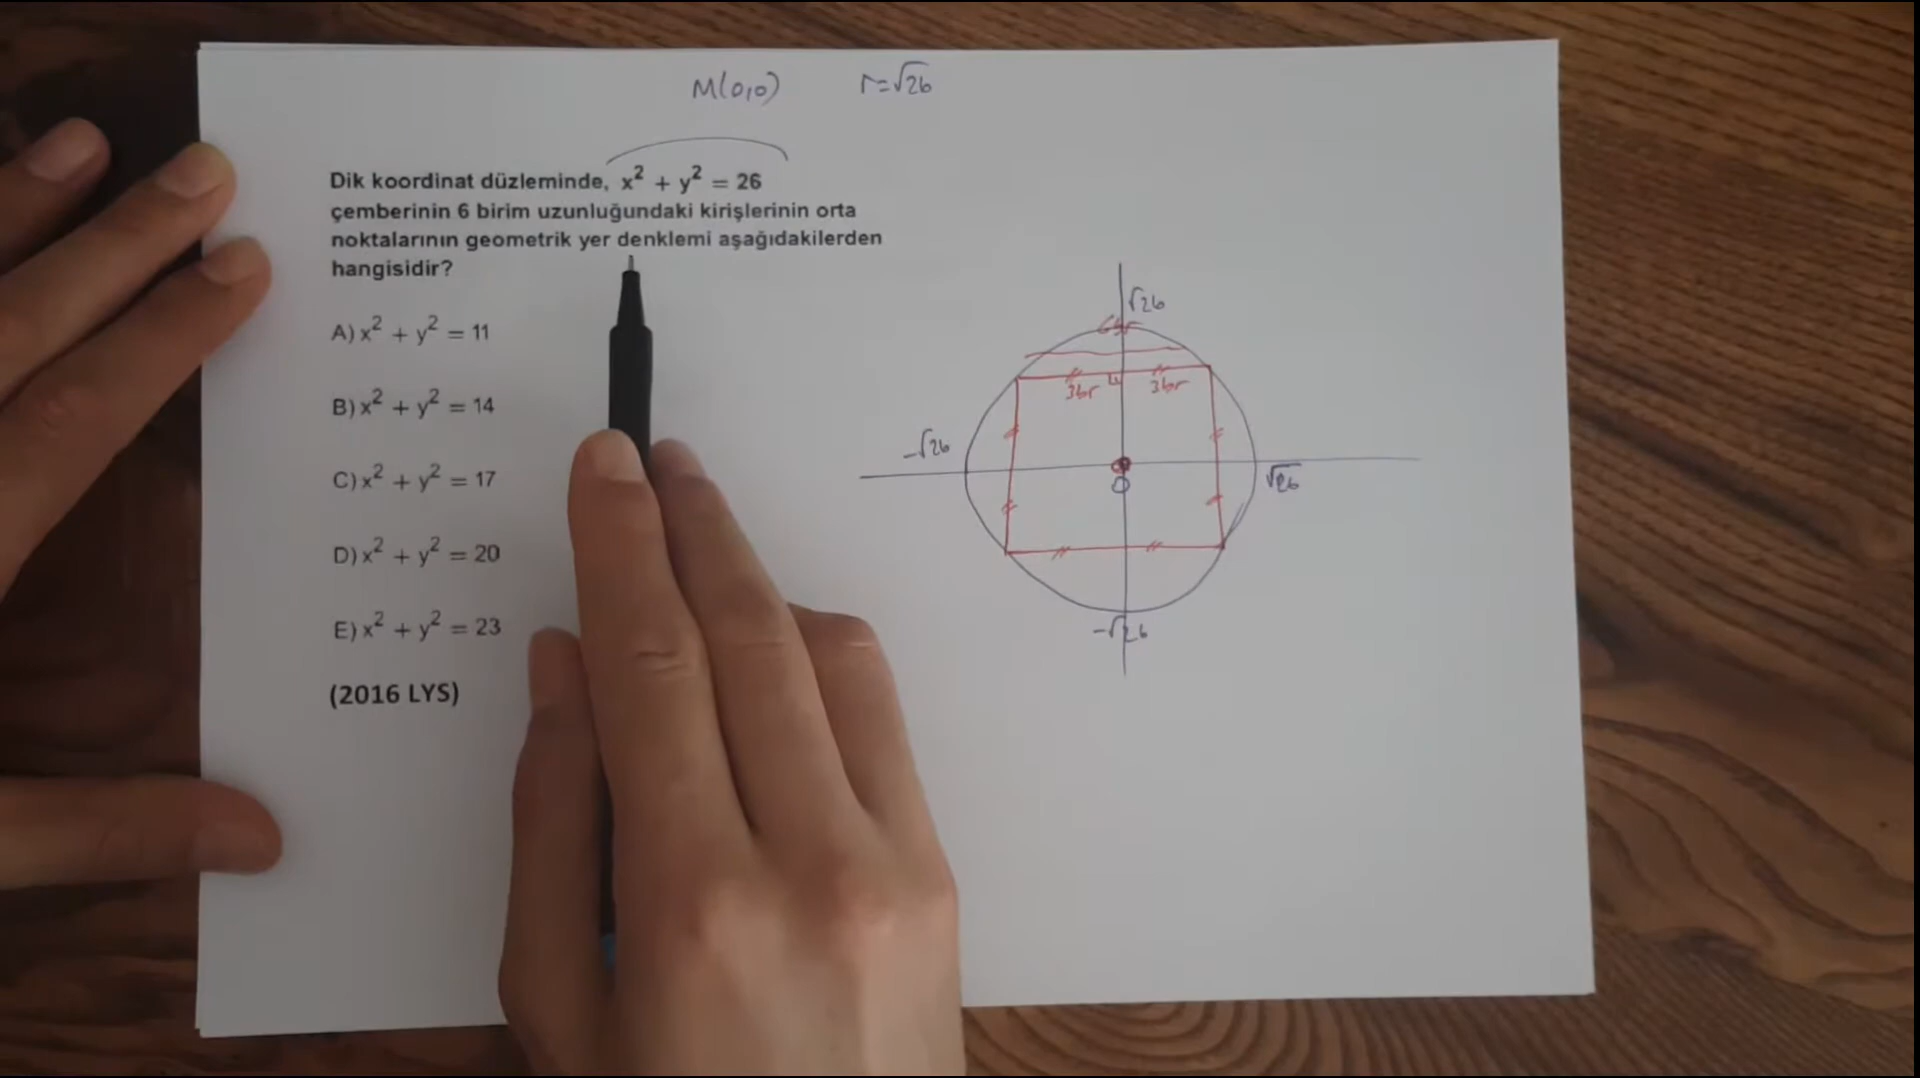 M(0,0) r=√26
Dik koordinat düzleminde, x² + y² = 26
çemberinin 6 birim uzunluğundaki kirişlerinin orta
noktalarının geometrik yer denklemi aşağıdakilerden
hangisidir?
A) x² + y² = 11
B) x² + y² = 14
C) x² + y² = 17
D) x² + y² = 20
E) x² + y² = 23
(2016 LYS)
√26
6br
3br 3br
-√26
√26
O
-√26